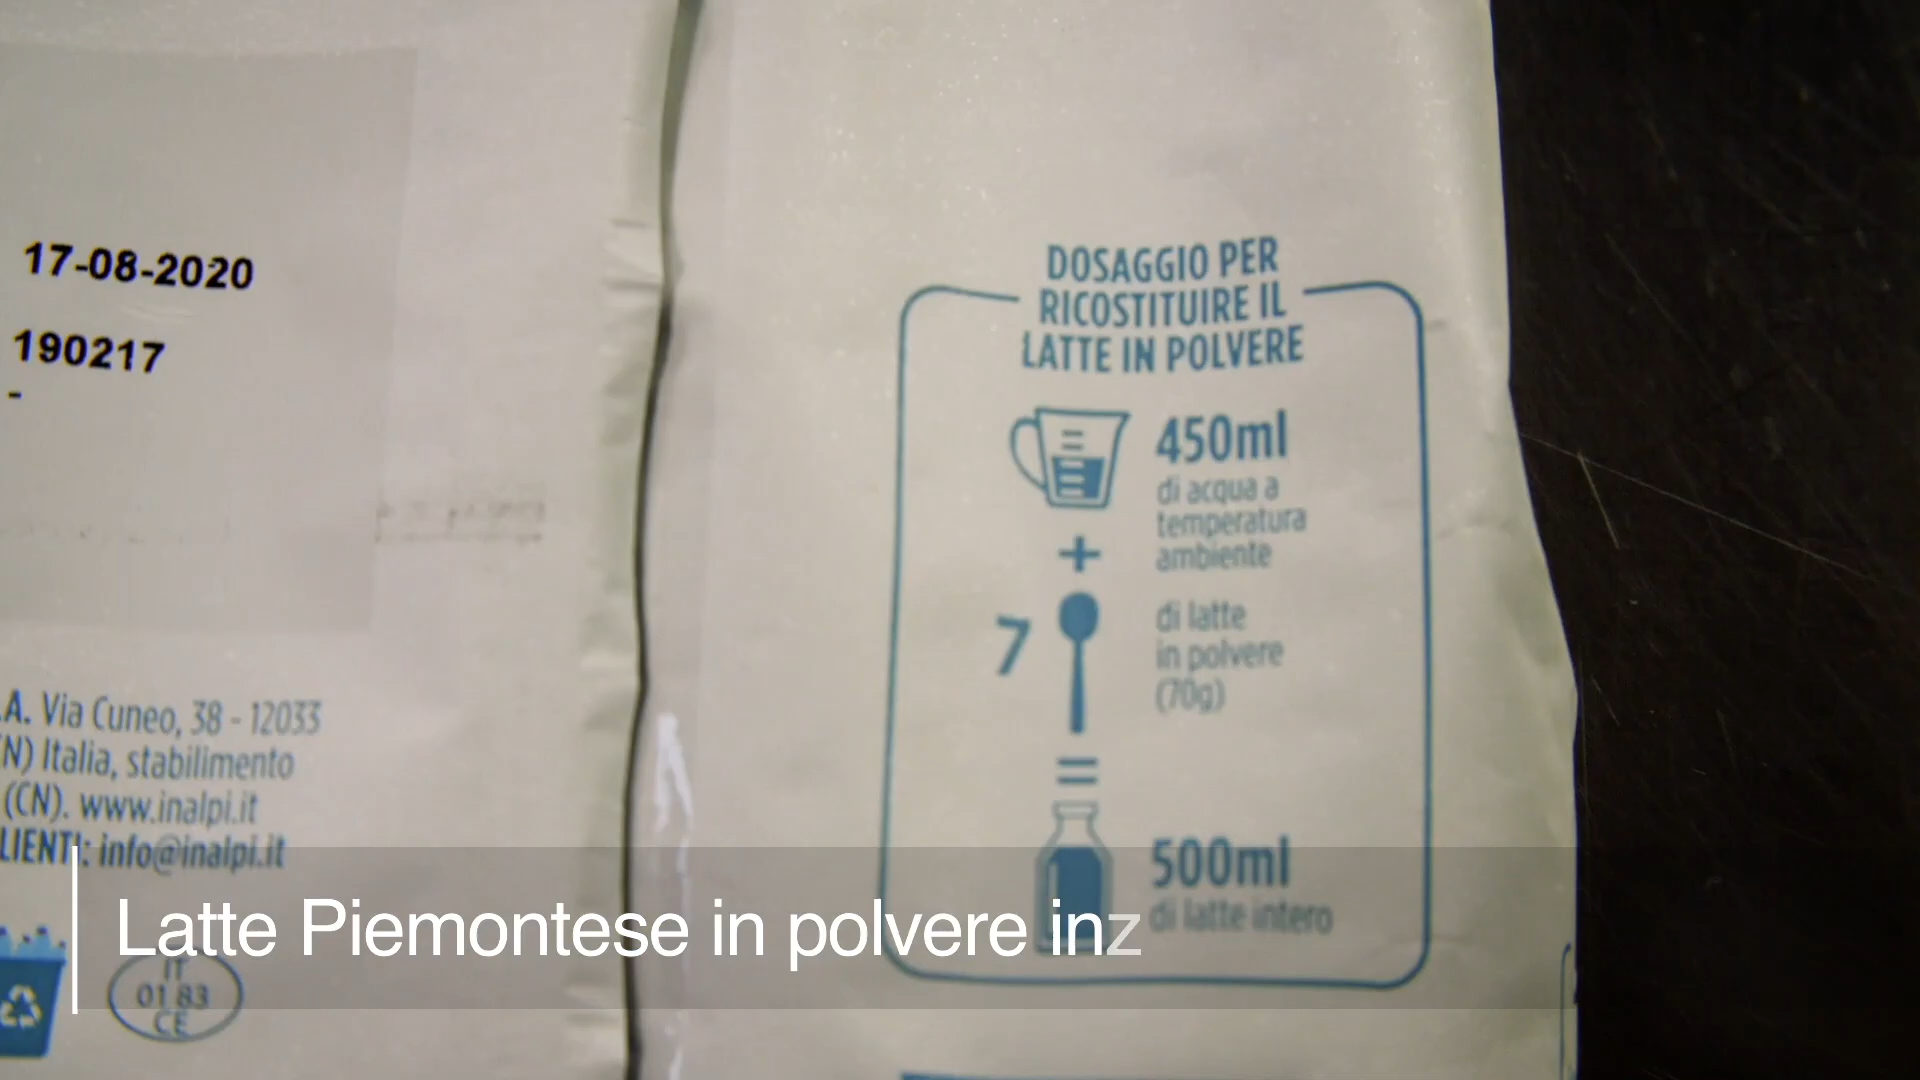 17-08-2020
190217
-
.A. Via Cuneo, 38 - 12033
N) Italia, stabilimento
(CN). www.inalpi.it
LIENTI: info@inalpi.it
IT
01 83
CE
DOSAGGIO PER
RICOSTITUIRE IL
LATTE IN POLVERE
450ml
di acqua a
temperatura
ambiente
+
7
di latte
in polvere
(70g)
=
500ml
di latte intero
Latte Piemontese in polvere inz